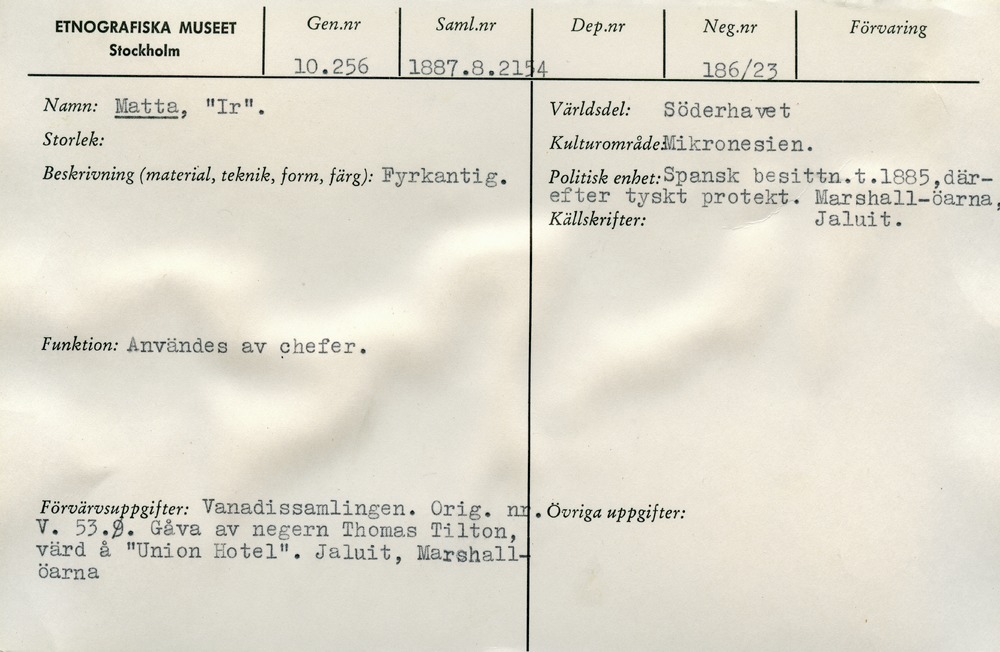 ETNOGRAFISKA MUSEET
Stockholm
Gen.nr
10.256
Saml.nr
1887.8.2154
Dep.nr
Neg.nr
186/23
Förvaring
Namn: Matta, "Ir".
Storlek:
Beskrivning (material, teknik, form, färg): Fyrkantig.
Funktion: Användes av chefer.
Förvärvsuppgifter: Vanadissamlingen. Orig. nr.
V. 53.Ø. Gåva av negern Thomas Tilton,
värd å "Union Hotel". Jaluit, Marshall-
öarna
Världsdel: Söderhavet
Kulturområde: Mikronesien.
Politisk enhet: Spansk besittn.t.1885,där-
efter tyskt protekt. Marshall-öarna,
Källskrifter: Jaluit.
Övriga uppgifter: